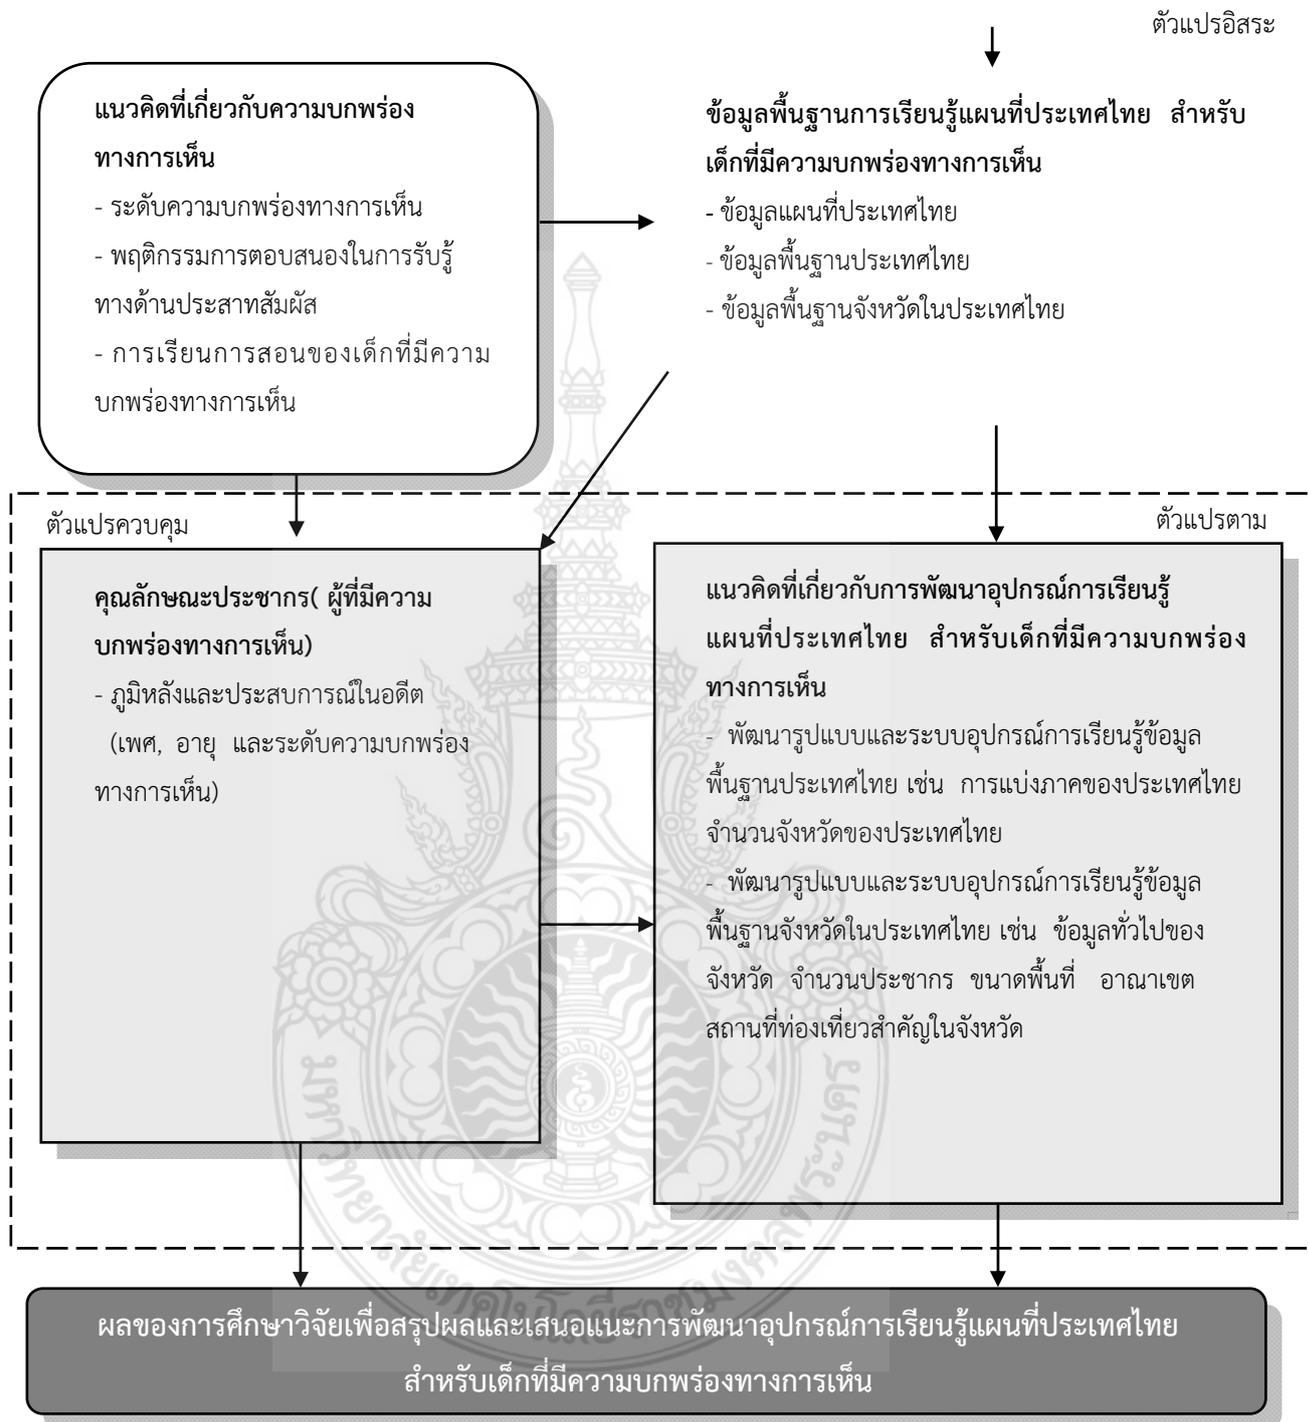 ตัวแปรอิสระ
แนวคิดที่เกี่ยวกับความบกพร่อง
ทางการเห็น
- ระดับความบกพร่องทางการเห็น
- พฤติกรรมการตอบสนองในการรับรู้
ทางด้านประสาทสัมผัส
- การเรียนการสอนของเด็กที่มีความ
บกพร่องทางการเห็น
ข้อมูลพื้นฐานการเรียนรู้แผนที่ประเทศไทย สำหรับ
เด็กที่มีความบกพร่องทางการเห็น
- ข้อมูลแผนที่ประเทศไทย
- ข้อมูลพื้นฐานประเทศไทย
- ข้อมูลพื้นฐานจังหวัดในประเทศไทย
ตัวแปรควบคุม
คุณลักษณะประชากร( ผู้ที่มีความ
บกพร่องทางการเห็น)
- ภูมิหลังและประสบการณ์ในอดีต
(เพศ, อายุ และระดับความบกพร่อง
ทางการเห็น)
ตัวแปรตาม
แนวคิดที่เกี่ยวกับการพัฒนาอุปกรณ์การเรียนรู้
แผนที่ประเทศไทย สำหรับเด็กที่มีความบกพร่อง
ทางการเห็น
- พัฒนารูปแบบและระบบอุปกรณ์การเรียนรู้ข้อมูล
พื้นฐานประเทศไทย เช่น การแบ่งภาคของประเทศไทย
จำนวนจังหวัดของประเทศไทย
- พัฒนารูปแบบและระบบอุปกรณ์การเรียนรู้ข้อมูล
พื้นฐานจังหวัดในประเทศไทย เช่น ข้อมูลทั่วไปของ
จังหวัด จำนวนประชากร ขนาดพื้นที่ อาณาเขต
สถานที่ท่องเที่ยวสำคัญในจังหวัด
มหาวิทยาลัยเทคโนโลยีราชมงคลพระนคร
ผลของการศึกษาวิจัยเพื่อสรุปผลและเสนอแนะการพัฒนาอุปกรณ์การเรียนรู้แผนที่ประเทศไทย
สำหรับเด็กที่มีความบกพร่องทางการเห็น